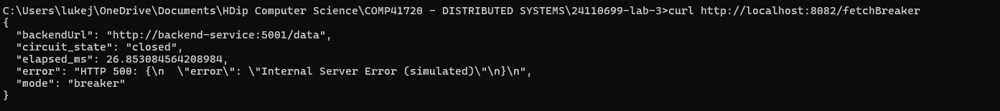 C:\Users\lukej\OneDrive\Documents\HDip Computer Science\COMP41720 - DISTRIBUTED SYSTEMS\24110699-lab-3>curl http://localhost:8082/fetchBreaker
{
  "backendUrl": "http://backend-service:5001/data",
  "circuit_state": "closed",
  "elapsed_ms": 26.853084564208984,
  "error": "HTTP 500: {\n  \"error\": \"Internal Server Error (simulated)\"\n}\n",
  "mode": "breaker"
}